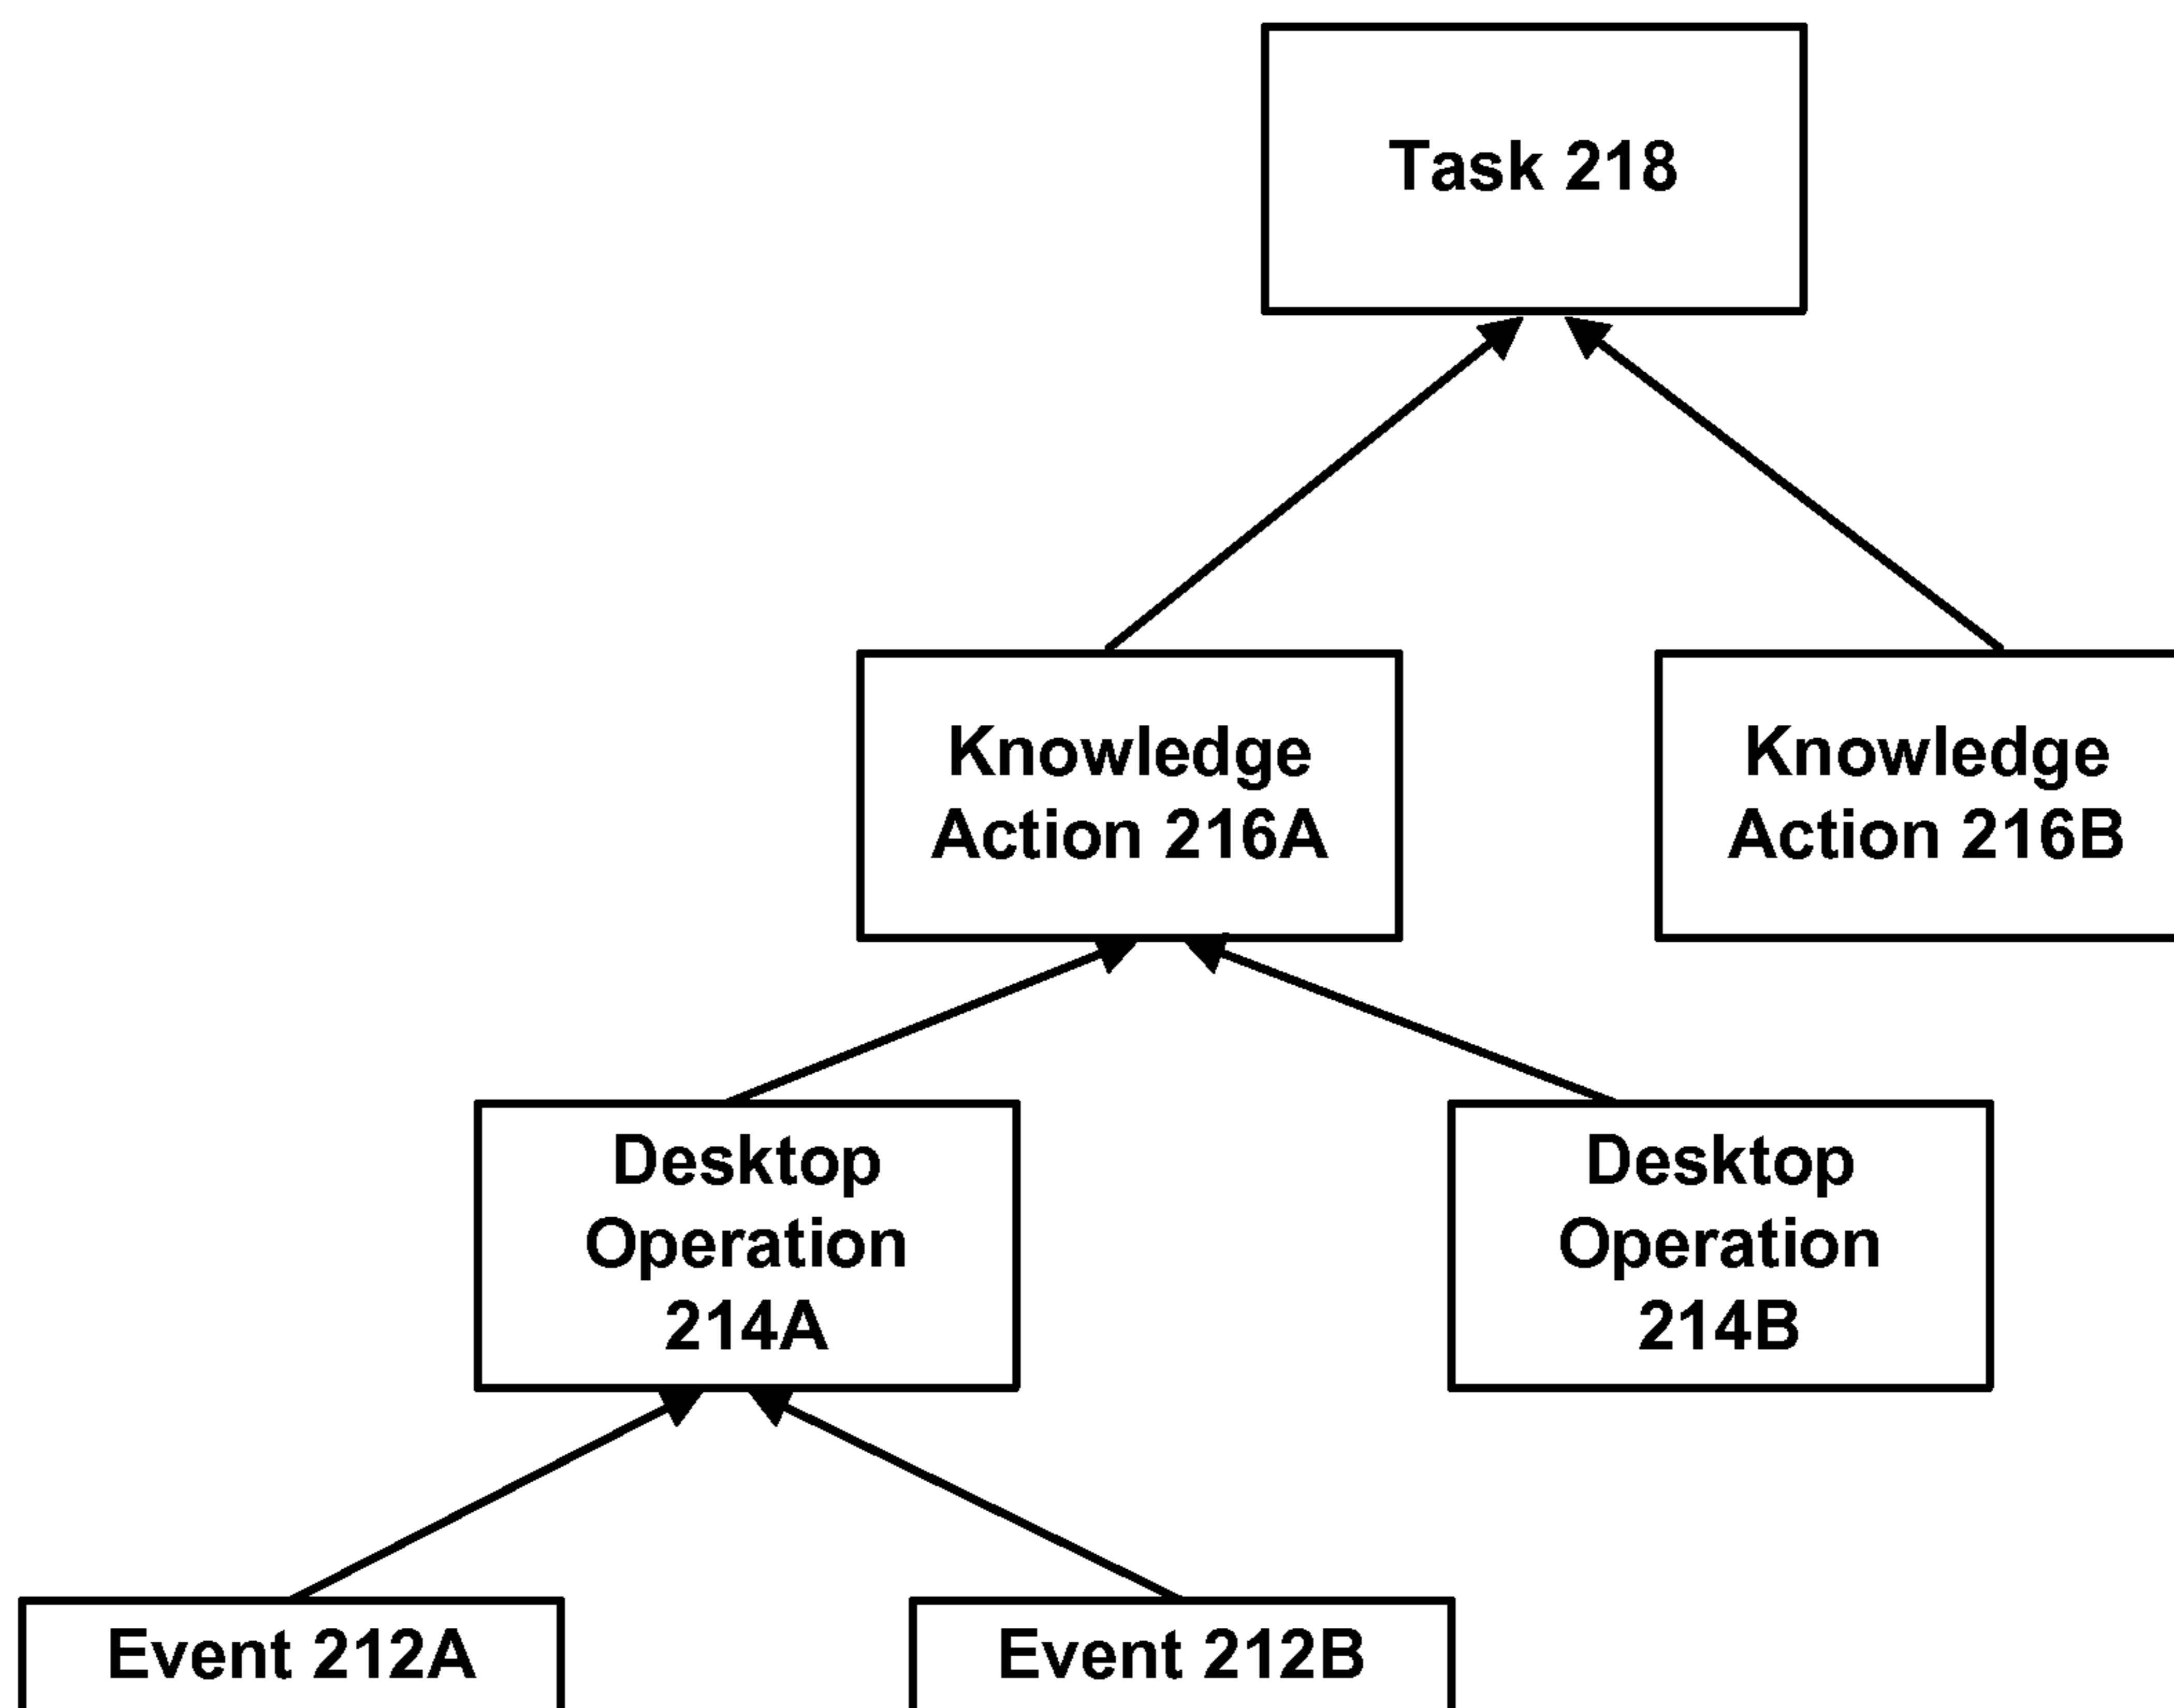 Task 218
Knowledge
Action 216A
Knowledge
Action 216B
Desktop
Operation
214A
Desktop
Operation
214B
Event 212A
Event 212B